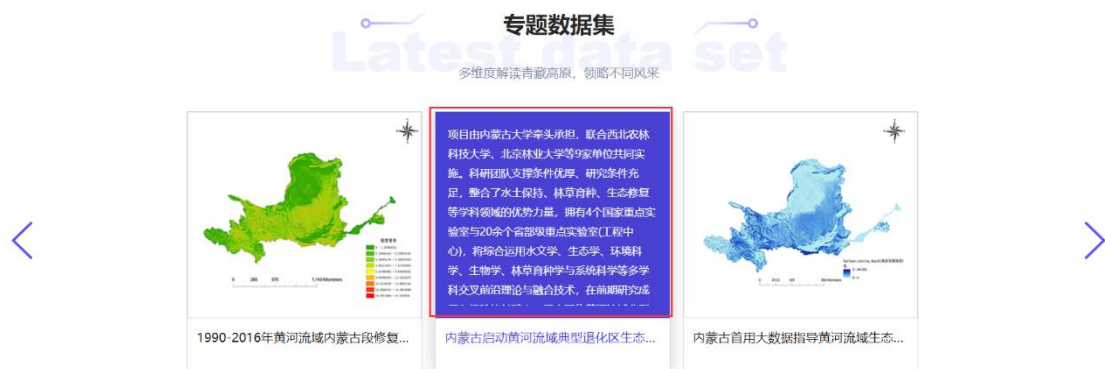 专题数据集
Latest data set
多维度解读青藏高原，领略不同风采
项目由内蒙古大学牵头承担，联合西北农林
科技大学、北京林业大学等9家单位共同实
施。科研团队支撑条件优厚、研究条件充
足，整合了水土保持、林草育种、生态修复
等学科领域的优势力量，拥有4个国家重点实
验室与20余个省部级重点实验室(工程中
心)，将综合运用水文学、生态学、环境科
学、生物学、林草育种学与系统科学等多学
科交叉前沿理论与融合技术，在前期研究成
1990-2016年黄河流域内蒙古段修复...
内蒙古启动黄河流域典型退化区生态...
内蒙古首用大数据指导黄河流域生态...